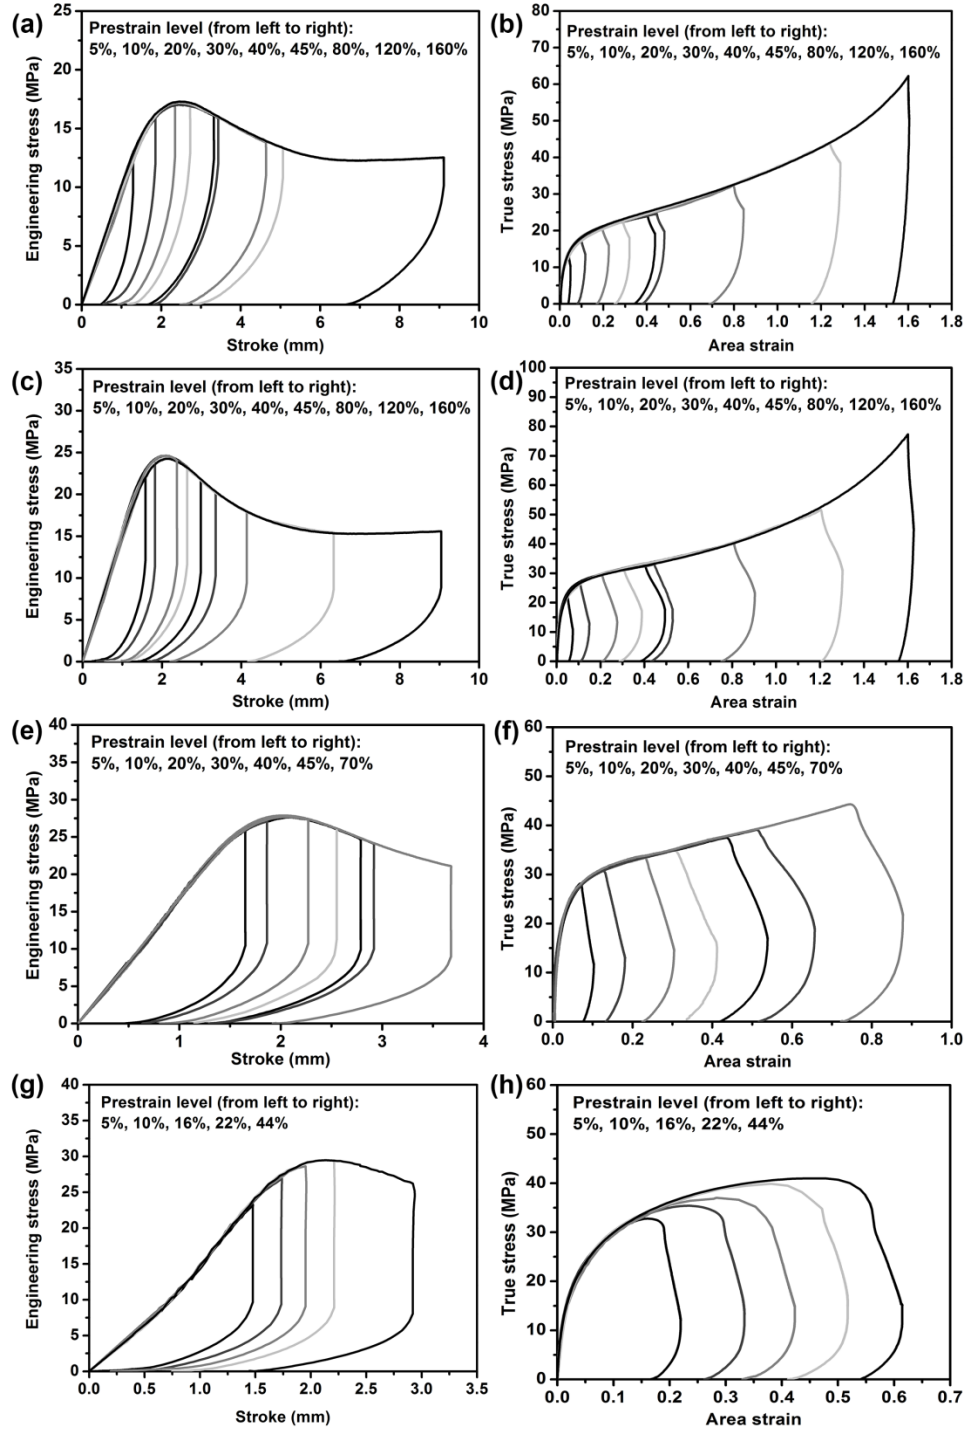 (a)
Prestrain level (from left to right):
5%, 10%, 20%, 30%, 40%, 45%, 80%, 120%, 160%
Engineering stress (MPa)
25
20
15
10
5
0
0 2 4 6 8 10
Stroke (mm)
(b)
Prestrain level (from left to right):
5%, 10%, 20%, 30%, 40%, 45%, 80%, 120%, 160%
True stress (MPa)
80
70
60
50
40
30
20
10
0
0.0 0.2 0.4 0.6 0.8 1.0 1.2 1.4 1.6 1.8
Area strain
(c)
Prestrain level (from left to right):
5%, 10%, 20%, 30%, 40%, 45%, 80%, 120%, 160%
Engineering stress (MPa)
35
30
25
20
15
10
5
0
0 2 4 6 8 10
Stroke (mm)
(d)
Prestrain level (from left to right):
5%, 10%, 20%, 30%, 40%, 45%, 80%, 120%, 160%
True stress (MPa)
100
90
80
70
60
50
40
30
20
10
0
0.0 0.2 0.4 0.6 0.8 1.0 1.2 1.4 1.6 1.8
Area strain
(e)
Prestrain level (from left to right):
5%, 10%, 20%, 30%, 40%, 45%, 70%
Engineering stress (MPa)
40
35
30
25
20
15
10
5
0
0 1 2 3 4
Stroke (mm)
(f)
Prestrain level (from left to right):
5%, 10%, 20%, 30%, 40%, 45%, 70%
True stress (MPa)
60
50
40
30
20
10
0
0.0 0.2 0.4 0.6 0.8 1.0
Area strain
(g)
Prestrain level (from left to right):
5%, 10%, 16%, 22%, 44%
Engineering stress (MPa)
40
35
30
25
20
15
10
5
0
0.0 0.5 1.0 1.5 2.0 2.5 3.0 3.5
Stroke (mm)
(h)
Prestrain level (from left to right):
5%, 10%, 16%, 22%, 44%
True stress (MPa)
60
50
40
30
20
10
0
0.0 0.1 0.2 0.3 0.4 0.5 0.6 0.7
Area strain